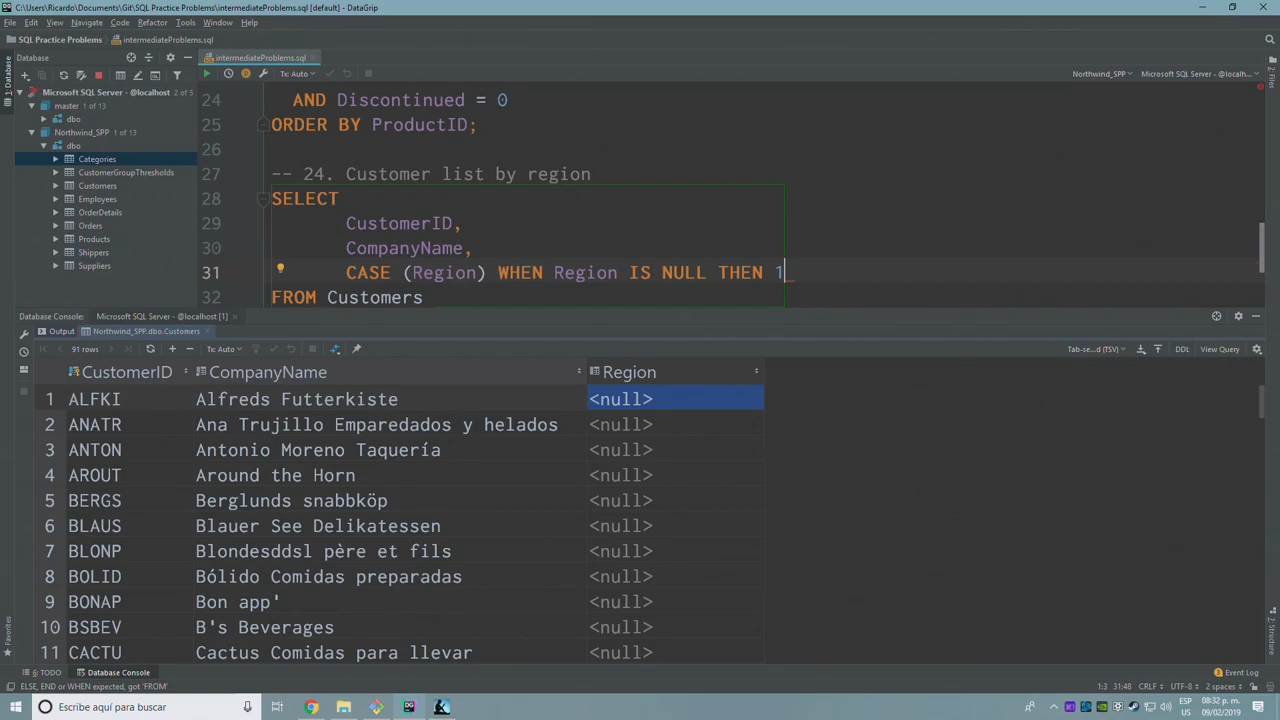 C:\Users\Ricardo\Documents\Git\SQL Practice Problems\intermediateProblems.sql [default] - DataGrip
File Edit View Navigate Code Refactor Tools Window Help
SQL Practice Problems intermediateProblems.sql
Database
intermediateProblems.sql
Tx: Auto
Northwind_SPP
Microsoft SQL Server - @localh...
1: Database
2: Files
Microsoft SQL Server - @localhost 2 of 5
master 1 of 13
dbo
Northwind_SPP 1 of 13
dbo
Categories
CustomerGroupThresholds
Customers
Employees
OrderDetails
Orders
Products
Shippers
Suppliers
24 AND Discontinued = 0
25 ORDER BY ProductID;
26
27 -- 24. Customer list by region
28 SELECT
29 CustomerID,
30 CompanyName,
31 CASE (Region) WHEN Region IS NULL THEN 1
32 FROM Customers
Database Console: Microsoft SQL Server - @localhost [1]
Output Northwind_SPP.dbo.Customers
91 rows Tx: Auto Tab-se...d (TSV) DDL View Query
CustomerID CompanyName Region
1 ALFKI Alfreds Futterkiste <null>
2 ANATR Ana Trujillo Emparedados y helados <null>
3 ANTON Antonio Moreno Taquería <null>
4 AROUT Around the Horn <null>
5 BERGS Berglunds snabbköp <null>
6 BLAUS Blauer See Delikatessen <null>
7 BLONP Blondesddsl père et fils <null>
8 BOLID Bólido Comidas preparadas <null>
9 BONAP Bon app' <null>
10 BSBEV B's Beverages <null>
11 CACTU Cactus Comidas para llevar <null>
Favorites
Z: Structure
6: TODO Database Console Event Log
ELSE, END or WHEN expected, got 'FROM' 1:3 31:48 CRLF UTF-8 2 spaces
Escribe aquí para buscar
ESP
US
08:32 p. m.
09/02/2019